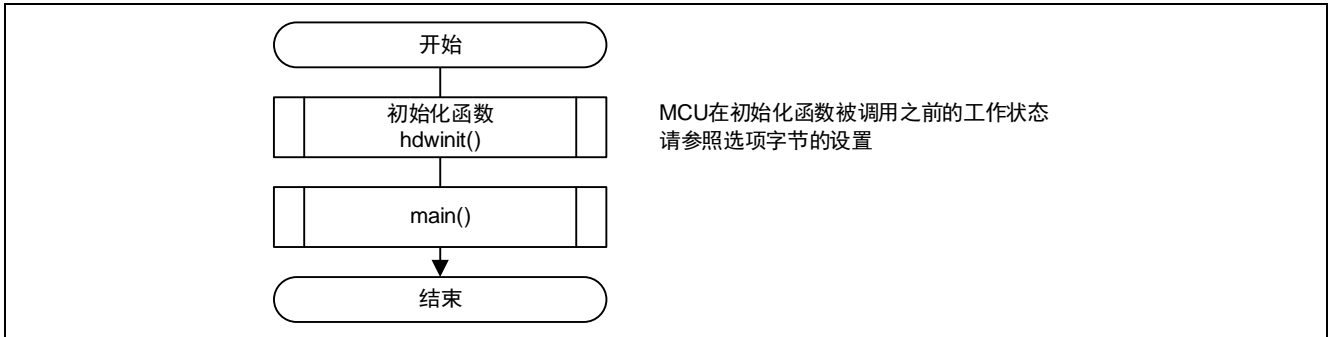 开始
初始化函数
hdwinit()
MCU在初始化函数被调用之前的工作状态
请参照选项字节的设置
main()
结束